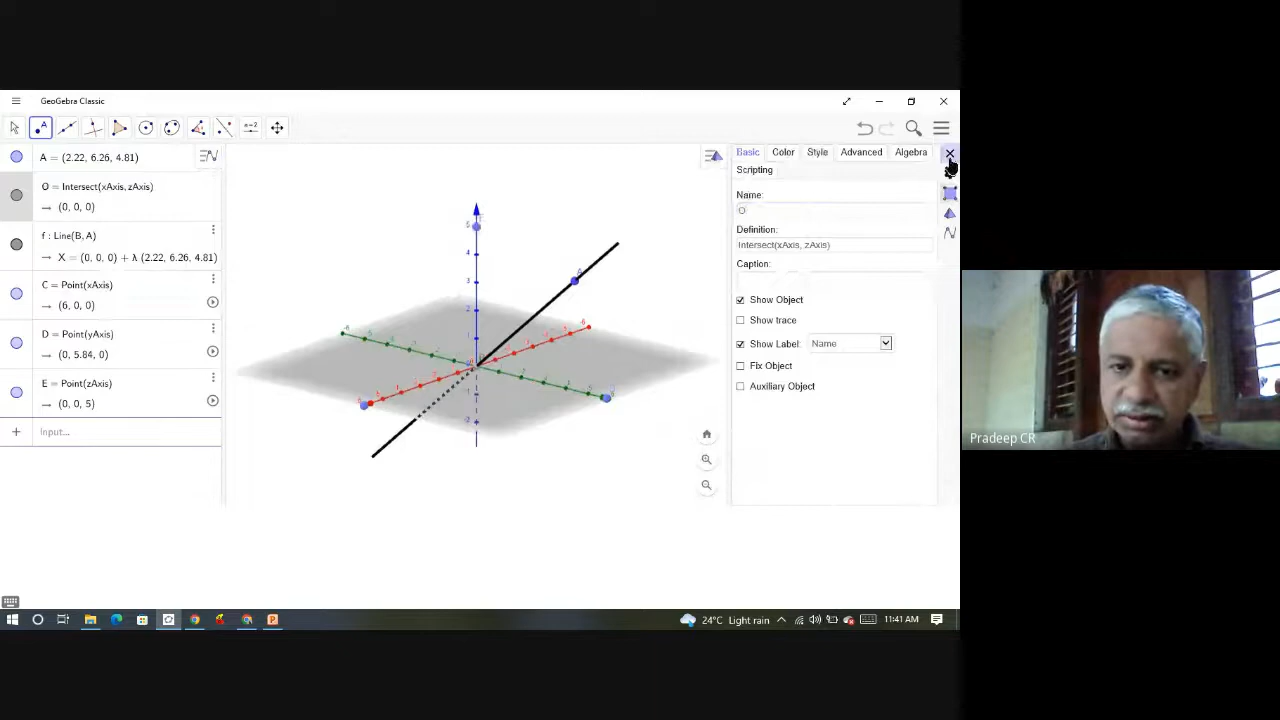 GeoGebra Classic
A = (2.22, 6.26, 4.81)
O = Intersect(xAxis, zAxis)
→ (0, 0, 0)
f : Line(B, A)
→ X = (0, 0, 0) + λ (2.22, 6.26, 4.81)
C = Point(xAxis)
→ (6, 0, 0)
D = Point(yAxis)
→ (0, 5.84, 0)
E = Point(zAxis)
→ (0, 0, 5)
Input...
Basic Color Style Advanced Algebra
Scripting
Name:
O
Definition:
Intersect(xAxis, zAxis)
Caption:
Show Object
Show trace
Show Label: Name
Fix Object
Auxiliary Object
Pradeep CR
24°C Light rain 11:41 AM